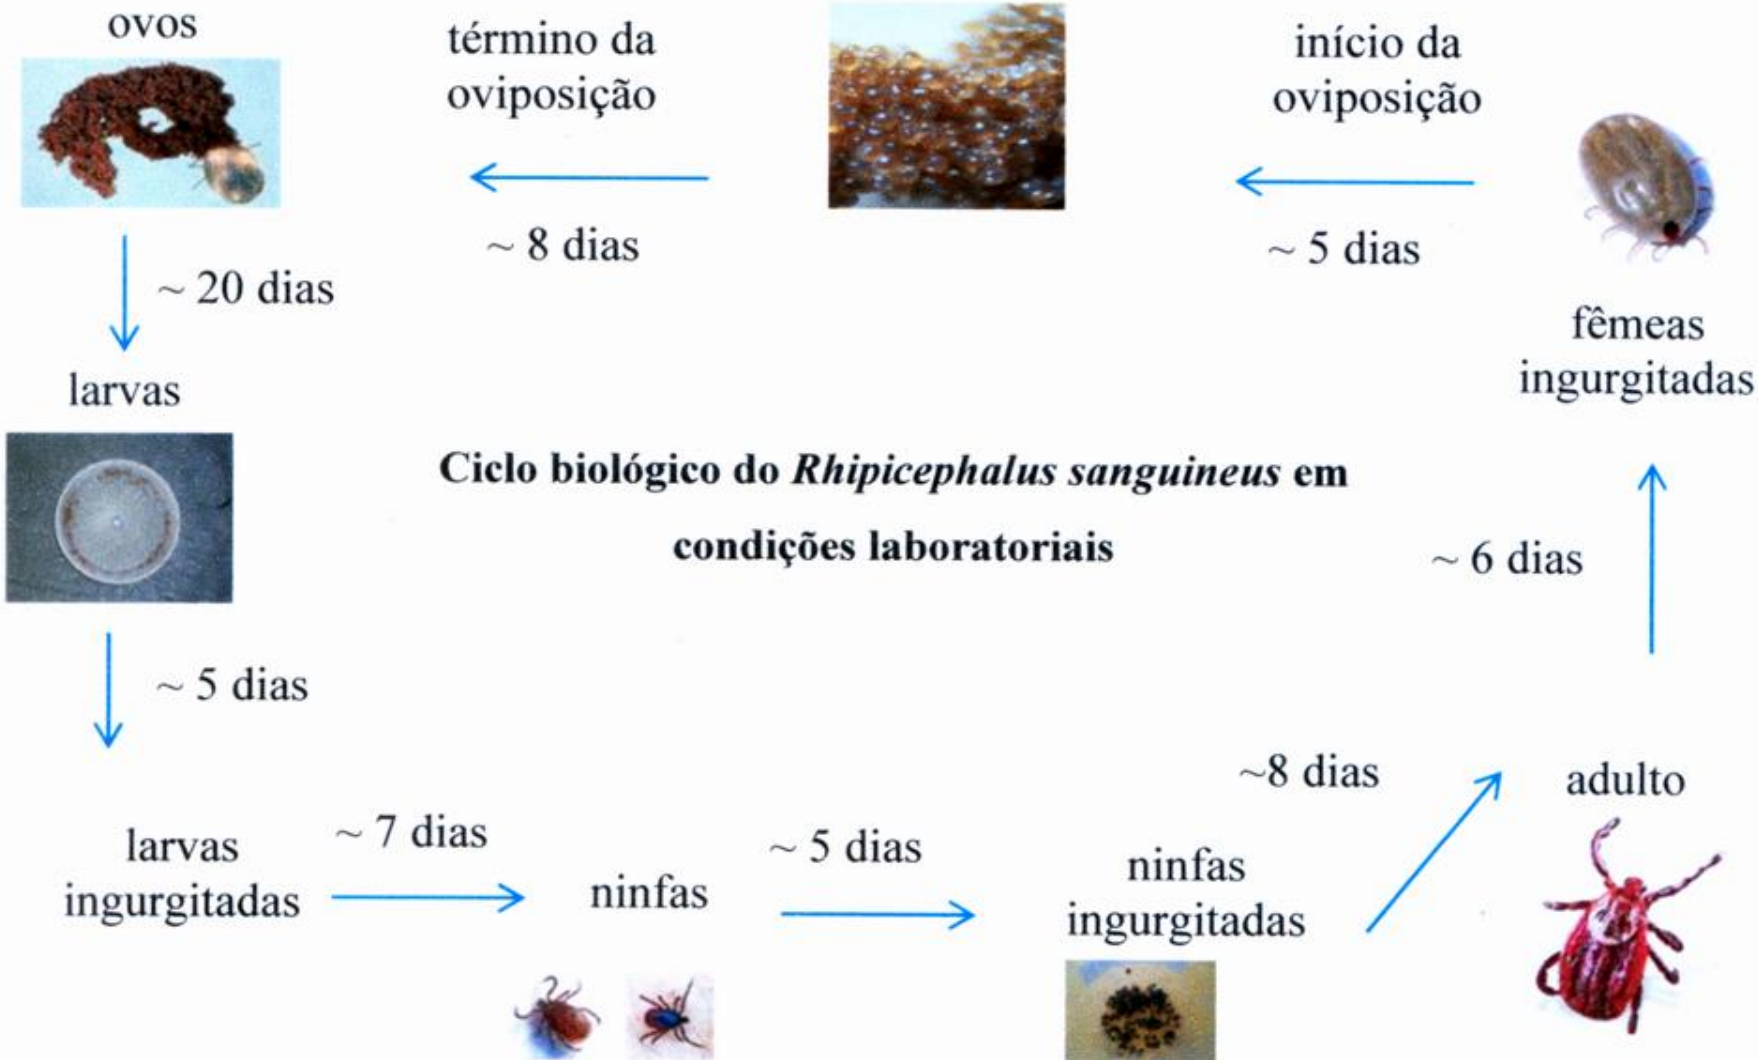 ovos
término da
oviposição
início da
oviposição
~ 8 dias
~ 5 dias
~ 20 dias
fêmeas
ingurgitadas
larvas
Ciclo biológico do Rhipicephalus sanguineus em
condições laboratoriais
~ 6 dias
~ 5 dias
~8 dias
adulto
larvas
ingurgitadas
~ 7 dias
ninfas
~ 5 dias
ninfas
ingurgitadas